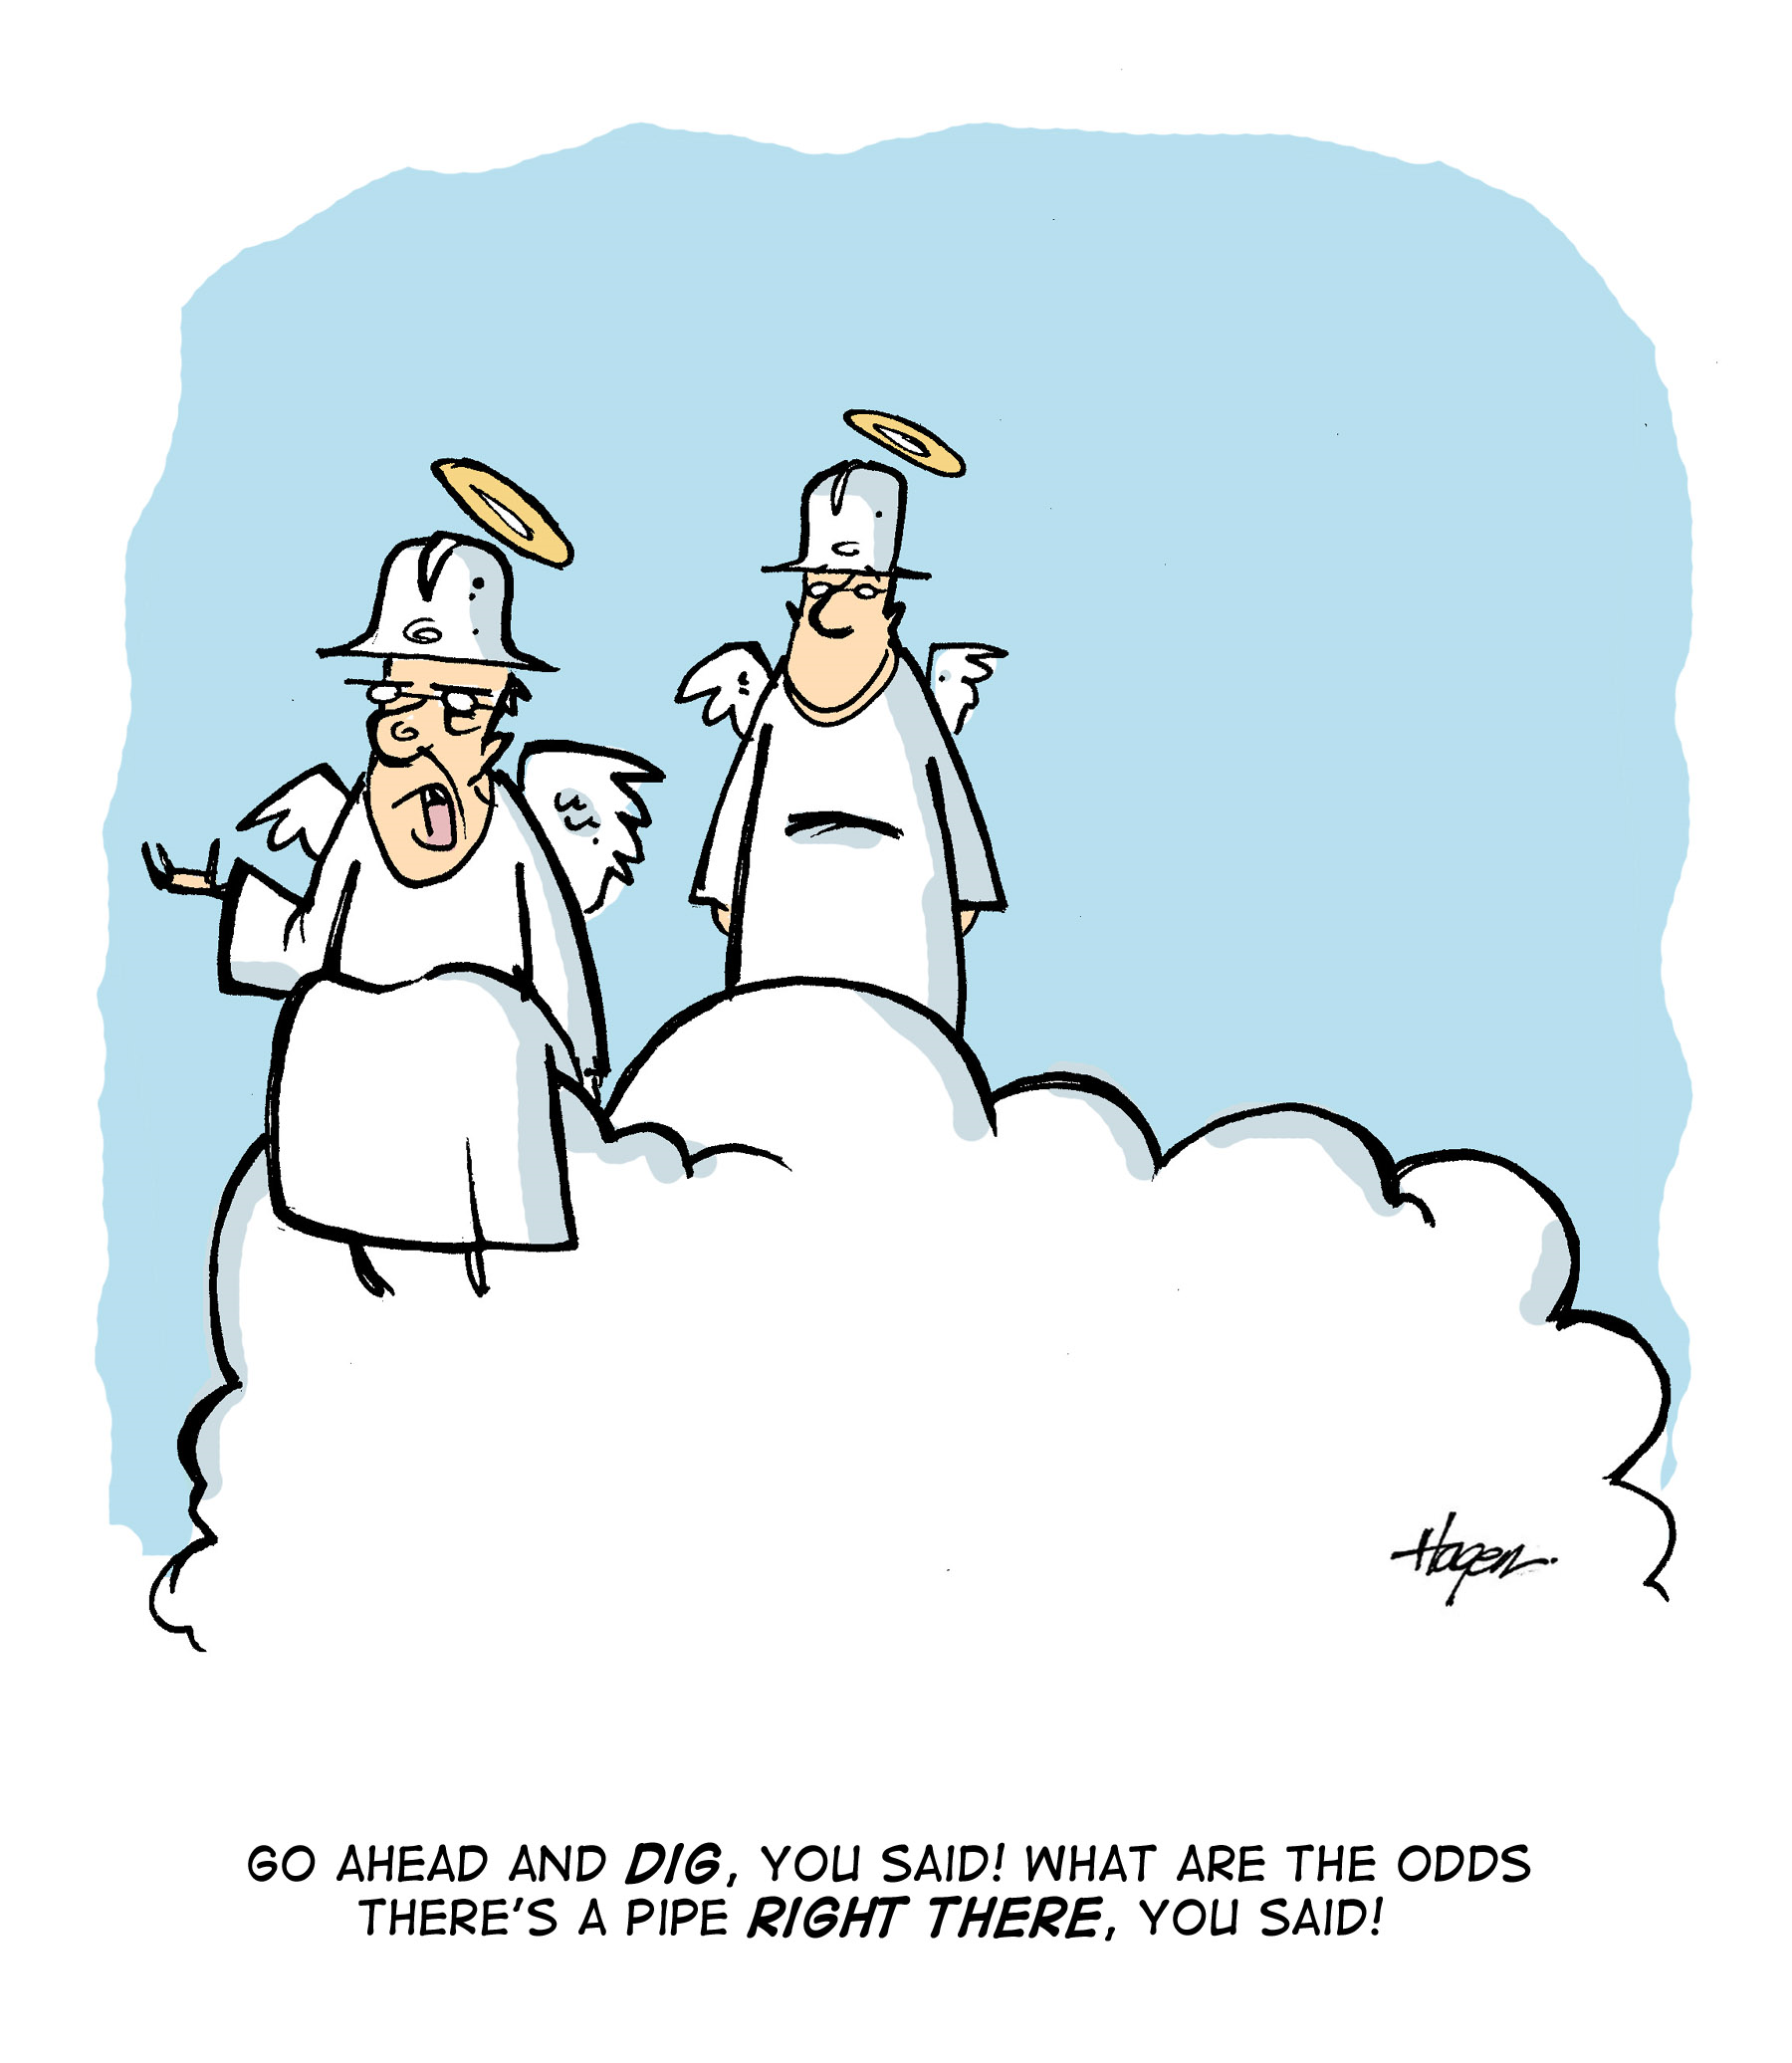 Hagen.
GO AHEAD AND DIG, YOU SAID! WHAT ARE THE ODDS
THERE'S A PIPE RIGHT THERE, YOU SAID!